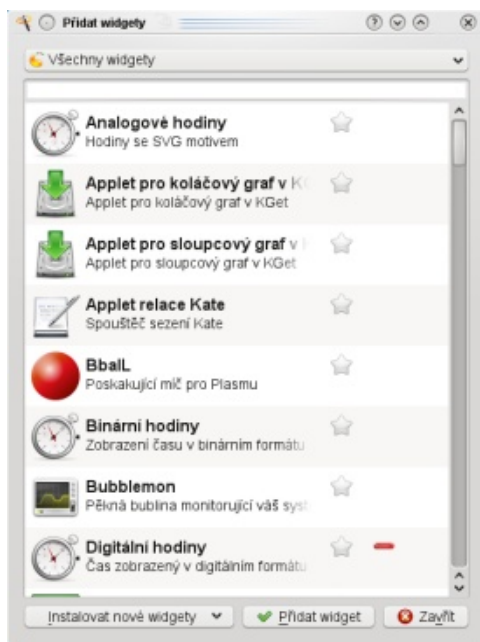 Přidat widgety
Všechny widgety
Analogové hodiny
Hodiny se SVG motivem
Applet pro koláčový graf v
Applet pro koláčový graf v KGet
Applet pro sloupcový graf v
Applet pro sloupcový graf v KGet
Applet relace Kate
Spouštěč sezení Kate
BbalL
Poskakující míč pro Plasmu
Binární hodiny
Zobrazení času v binárním formátu
Bubblemon
Pěkná bublina monitorující váš
Digitální hodiny
Čas zobrazený v digitálním formátu
Instalovat nové widgety
Přidat widget
Zavřít